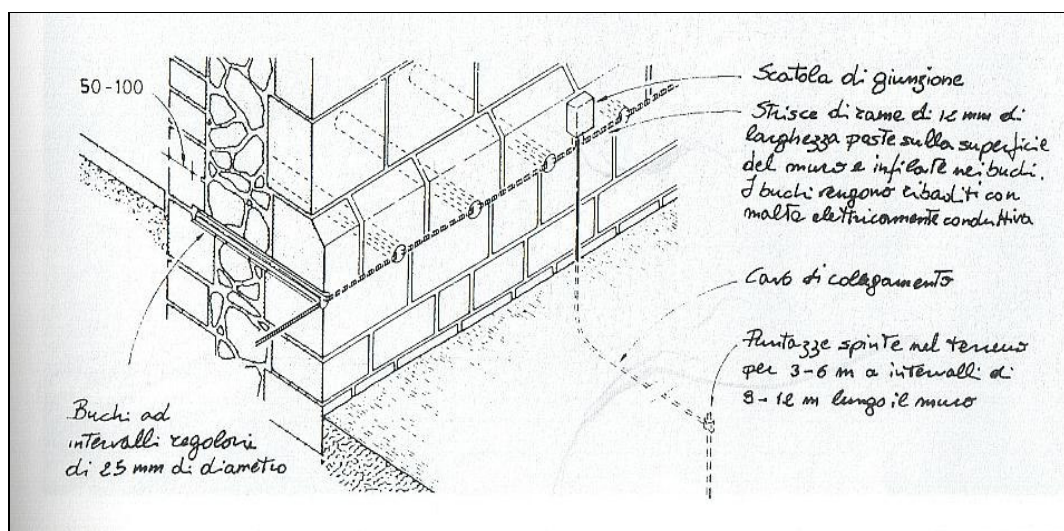 50-100
Scatola di giunzione
Strisce di rame di 12 mm di
larghezza poste sulla superficie
del muro e infilate nei buchi.
I buchi vengono ribaditi con
malta elettricamente conduttiva
Cavo di collegamento
Puntazze spinte nel terreno
per 3-6 m a intervalli di
3-12 m lungo il muro
Buchi ad
intervalli regolari
di 25 mm di diametro